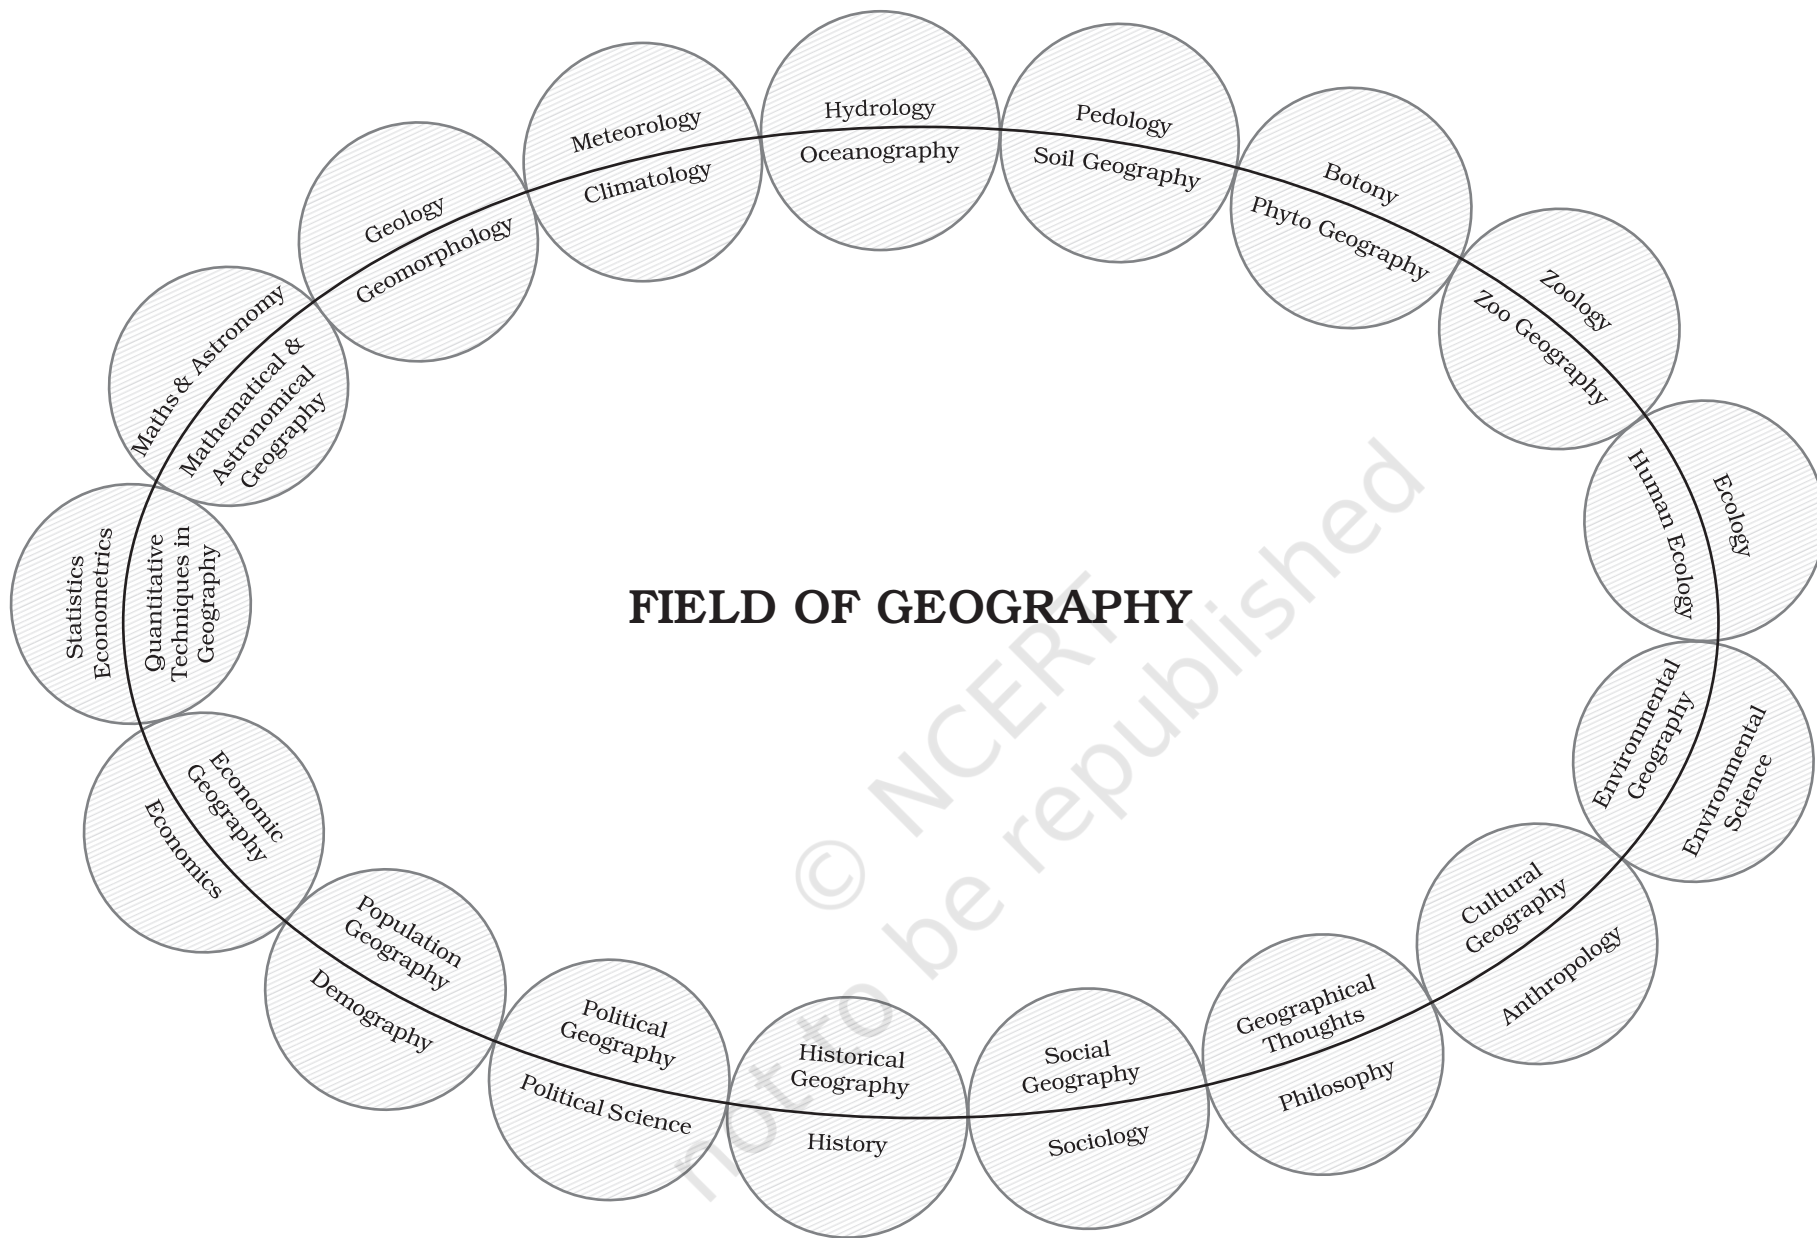 Hydrology
Oceanography
Pedology
Soil Geography
Botony
Phyto Geography
Zoology
Zoo Geography
Ecology
Human Ecology
Environmental
Geography
Environmental
Science
Cultural
Geography
Anthropology
Geographical
Thoughts
Philosophy
Social
Geography
Sociology
Historical
Geography
History
Political
Geography
Political Science
Population
Geography
Demography
Economic
Geography
Economics
Statistics
Econometrics
Quantitative
Techniques in
Geography
Maths & Astronomy
Mathematical &
Astronomical
Geography
Geology
Geomorphology
Meteorology
Climatology
FIELD OF GEOGRAPHY
© NCERT
not to be republished